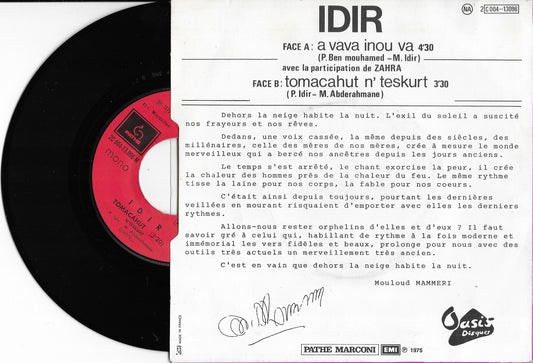 IDIR
NA 2C 004-13096
FACE A : a vava inou va 4'30
(P. Ben mouhamed - M. Idir)
avec la participation de ZAHRA
FACE B : tomacahut n' teskurt 3'30
(P. Idir - M. Abderahmane)
Dehors la neige habite la nuit. L'exil du soleil a suscité
nos frayeurs et nos rêves.
Dedans, une voix cassée, la même depuis des siècles, des
millénaires, celle des mères de nos mères, crée à mesure le monde
merveilleux qui a bercé nos ancêtres depuis les jours anciens.
Le temps s'est arrêté, le chant exorcise la peur, il crée
la chaleur des hommes près de la chaleur du feu. Le même rythme
tisse la laine pour nos corps, la fable pour nos coeurs.
C'était ainsi depuis toujours, pourtant les dernières
veillées en mourant risquaient d'emporter avec elles les derniers
rythmes.
Allons-nous rester orphelins d'elles et d'eux ? Il faut
savoir gré à celui qui, habillant de rythme à la fois moderne et
immémorial les vers fidèles et beaux, prolonge pour nous avec des
outils très actuels un merveillement très ancien.
C'est en vain que dehors la neige habite la nuit.
Mouloud MAMMERI
Oasis
Disques
PATHE MARCONI EMI ℗ 1975
MADE IN FRANCE
mono
IDIR
TOMACAHUT